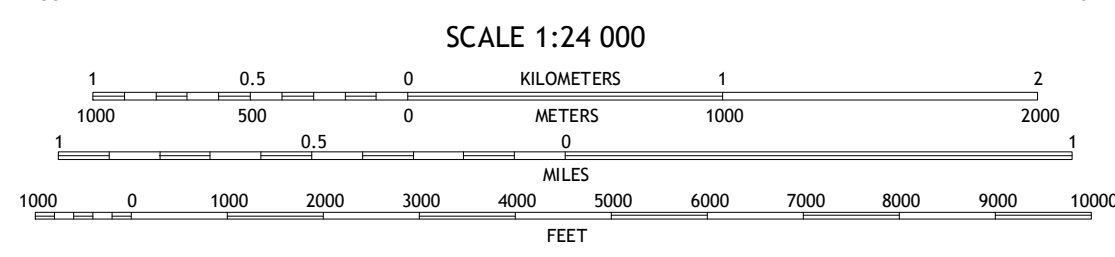 SCALE 1:24 000
1 0.5 0 KILOMETERS 1 2
1000 500 0 METERS 1000 2000
1 0.5 0 1
MILES
1000 0 1000 2000 3000 4000 5000 6000 7000 8000 9000 10000
FEET